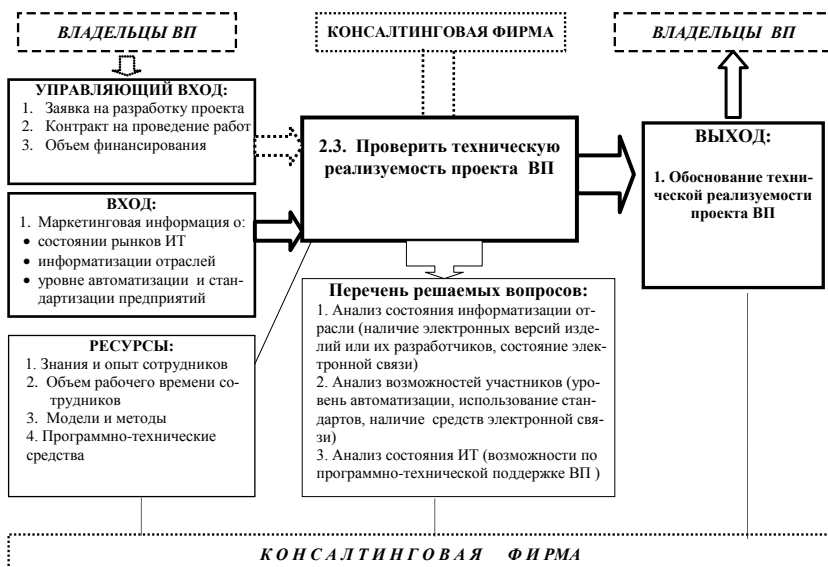 ВЛАДЕЛЬЦЫ ВП
КОНСАЛТИНГОВАЯ ФИРМА
ВЛАДЕЛЬЦЫ ВП
УПРАВЛЯЮЩИЙ ВХОД:
1. Заявка на разработку проекта
2. Контракт на проведение работ
3. Объем финансирования
2.3. Проверить техническую
реализуемость проекта ВП
ВЫХОД:
1. Обоснование техни-
ческой реализуемости
проекта ВП
ВХОД:
1. Маркетинговая информация о:
• состоянии рынков ИТ
• информатизации отраслей
• уровне автоматизации и стан-
дартизации предприятий
Перечень решаемых вопросов:
1. Анализ состояния информатизации от-
расли (наличие электронных версий изде-
лий или их разработчиков, состояние элек-
тронной связи)
2. Анализ возможностей участников (уро-
вень автоматизации, использование стан-
дартов, наличие средств электронной свя-
зи)
3. Анализ состояния ИТ (возможности по
программно-технической поддержке ВП )
РЕСУРСЫ:
1. Знания и опыт сотрудников
2. Объем рабочего времени со-
трудников
3. Модели и методы
4. Программно-технические
средства
КОНСАЛТИНГОВАЯ ФИРМА